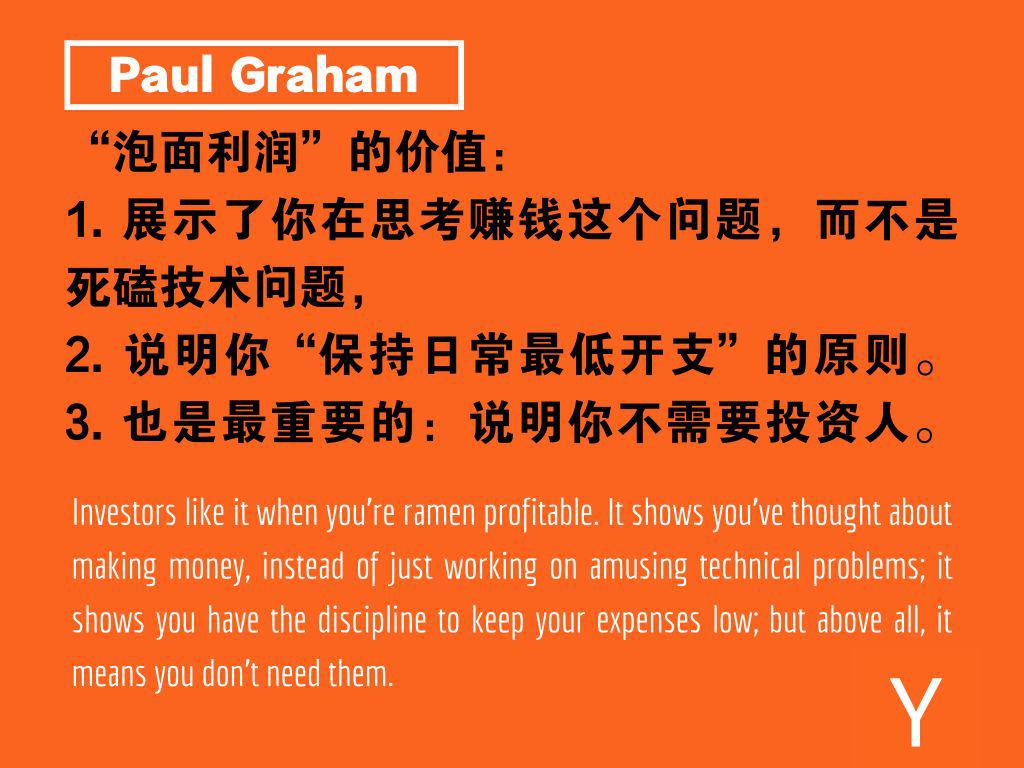 Paul Graham
“泡面利润”的价值：
1. 展示了你在思考赚钱这个问题，而不是
死磕技术问题，
2. 说明你“保持日常最低开支”的原则。
3. 也是最重要的：说明你不需要投资人。
Investors like it when you’re ramen profitable. It shows you’ve thought about
making money, instead of just working on amusing technical problems; it
shows you have the discipline to keep your expenses low; but above all, it
means you don’t need them.
Y